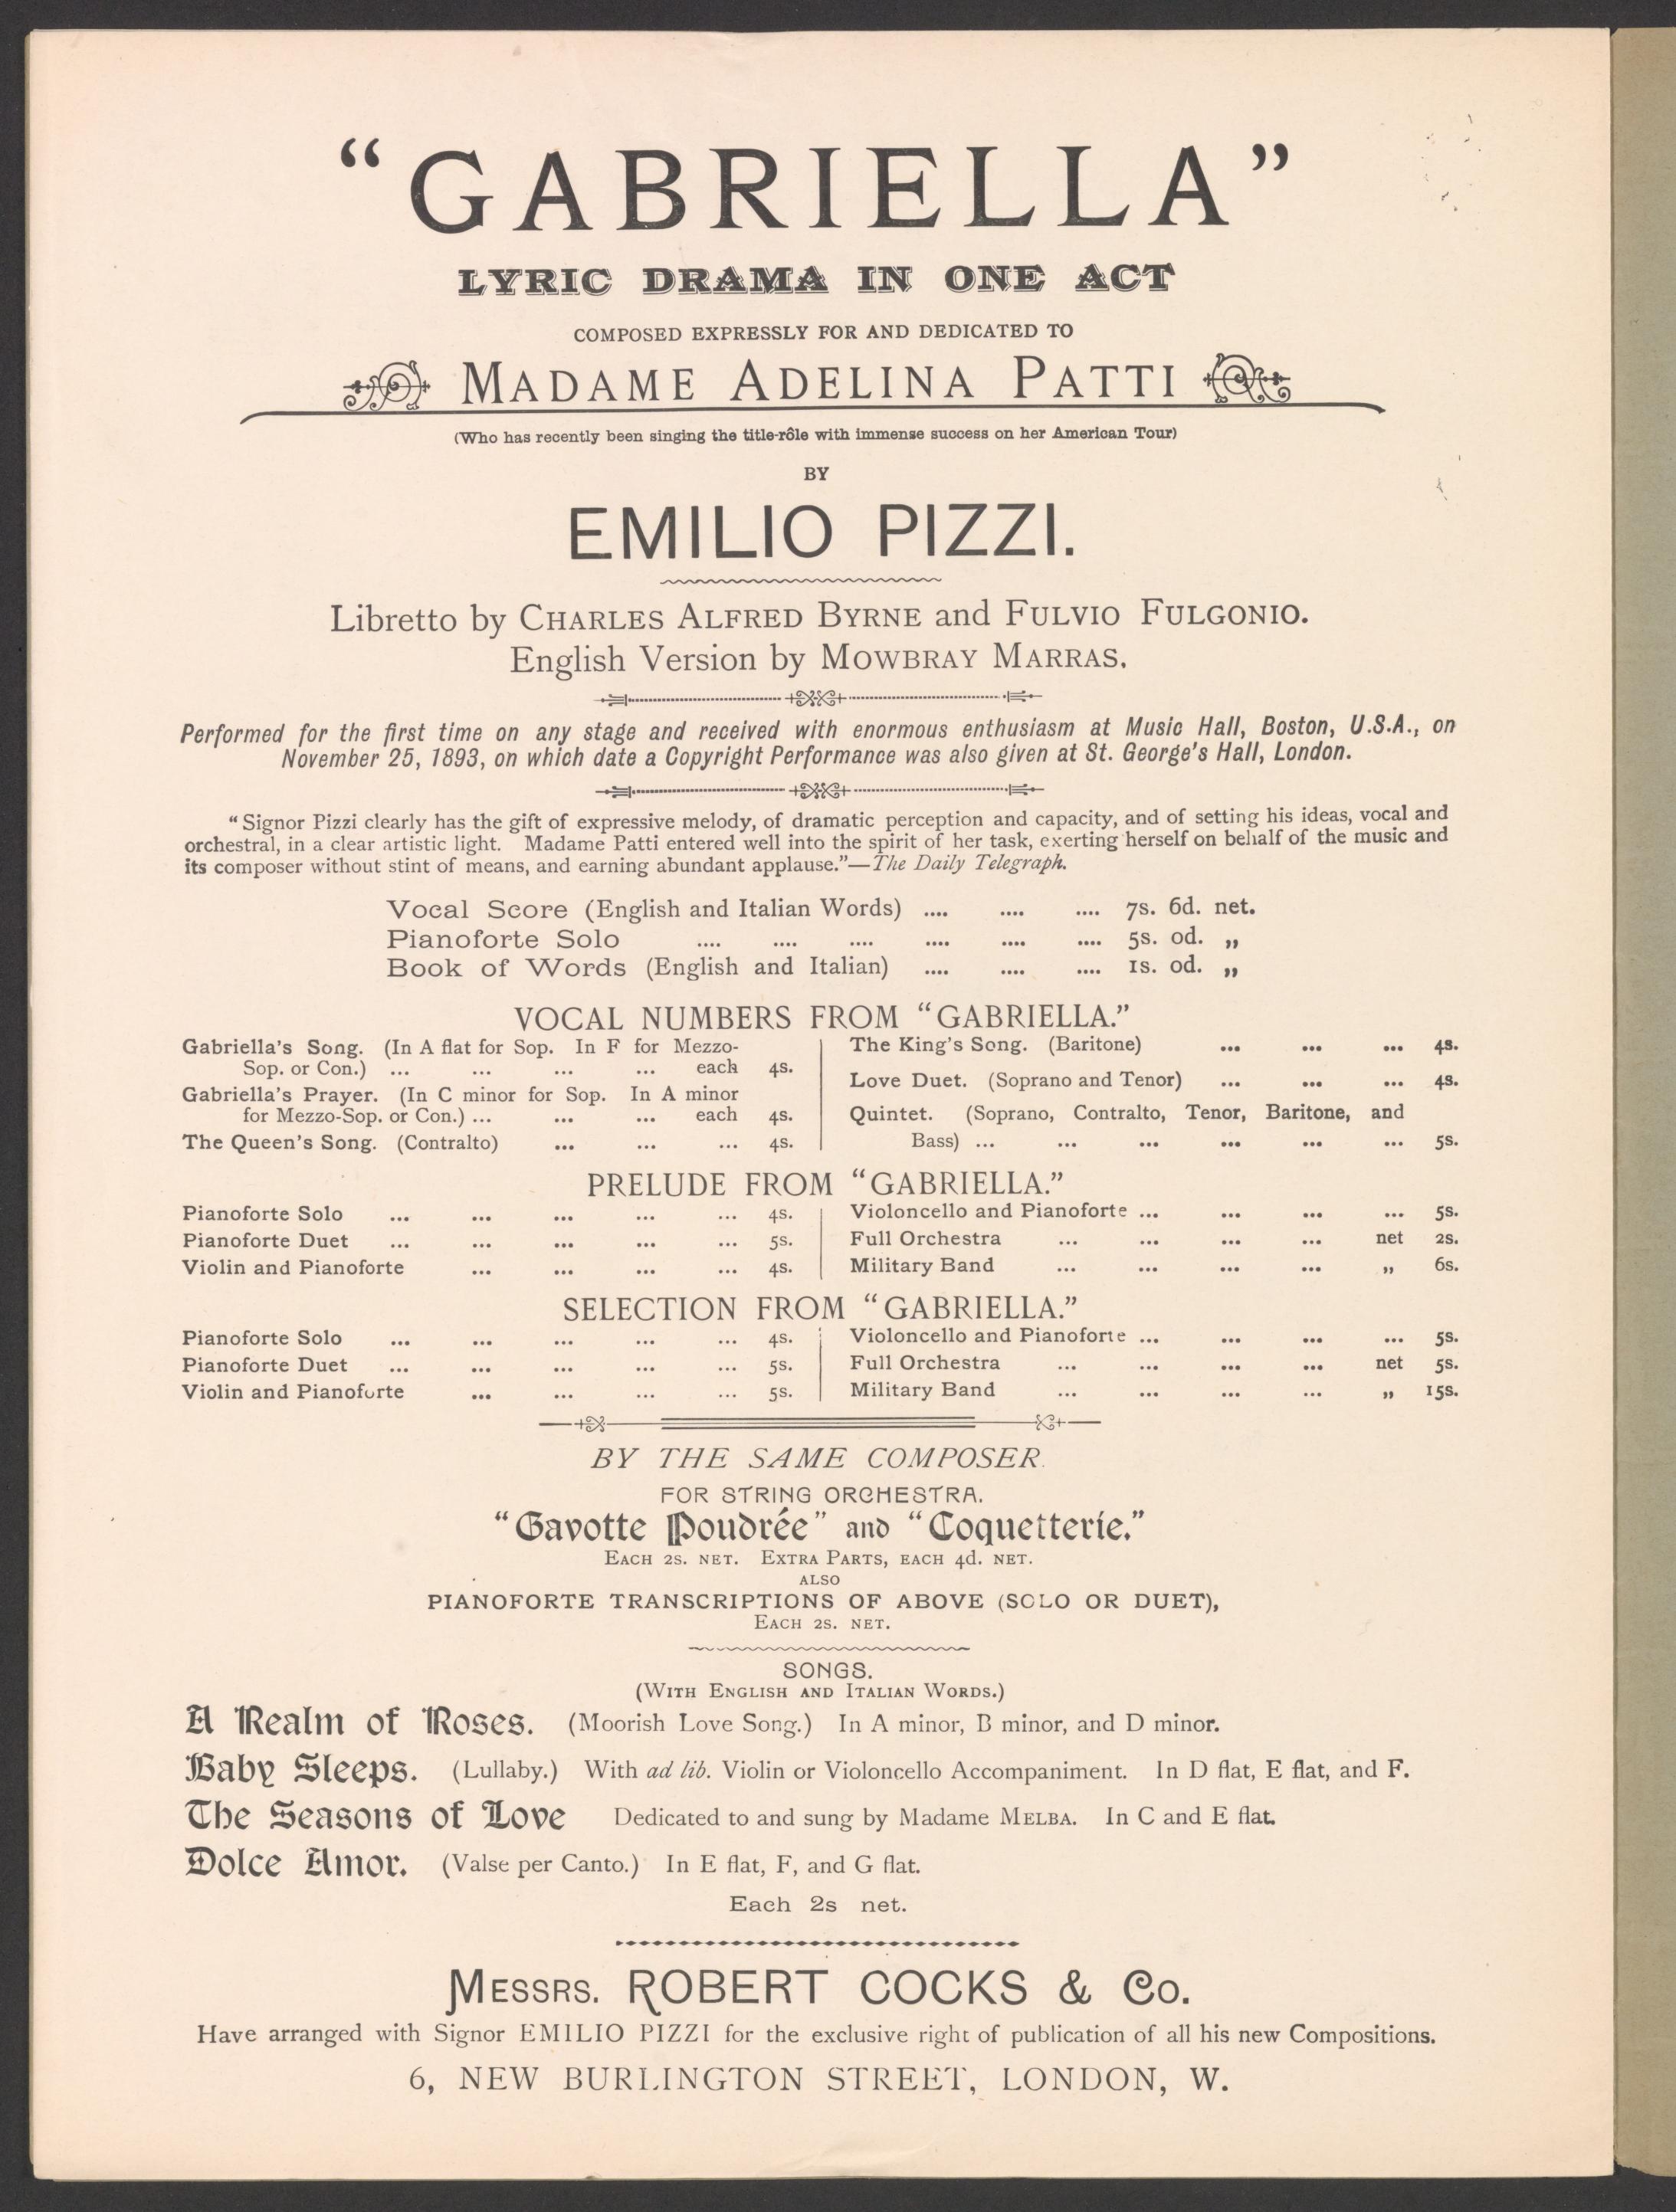 “GABRIELLA”
LYRIC DRAMA IN ONE ACT
COMPOSED EXPRESSLY FOR AND DEDICATED TO
MADAME ADELINA PATTI
(Who has recently been singing the title-rôle with immense success on her American Tour)
BY
EMILIO PIZZI.
Libretto by CHARLES ALFRED BYRNE and FULVIO FULGONIO.
English Version by MOWBRAY MARRAS.
Performed for the first time on any stage and received with enormous enthusiasm at Music Hall, Boston, U.S.A., on
November 25, 1893, on which date a Copyright Performance was also given at St. George's Hall, London.
“Signor Pizzi clearly has the gift of expressive melody, of dramatic perception and capacity, and of setting his ideas, vocal and
orchestral, in a clear artistic light. Madame Patti entered well into the spirit of her task, exerting herself on behalf of the music and
its composer without stint of means, and earning abundant applause.”—The Daily Telegraph.
Vocal Score (English and Italian Words) .... .... .... 7s. 6d. net.
Pianoforte Solo .... .... .... .... .... .... 5s. 0d. „
Book of Words (English and Italian) .... .... .... 1s. 0d. „
VOCAL NUMBERS FROM “GABRIELLA.”
Gabriella's Song. (In A flat for Sop. In F for Mezzo-
Sop. or Con.) ... ... ... ... each 4s.
Gabriella's Prayer. (In C minor for Sop. In A minor
for Mezzo-Sop. or Con.) ... ... ... each 4s.
The Queen's Song. (Contralto) ... ... ... 4s.
The King's Song. (Baritone) ... ... ... 4s.
Love Duet. (Soprano and Tenor) ... ... ... 4s.
Quintet. (Soprano, Contralto, Tenor, Baritone, and
Bass) ... ... ... ... ... ... 5s.
PRELUDE FROM “GABRIELLA.”
Pianoforte Solo ... ... ... ... ... 4s.
Pianoforte Duet ... ... ... ... ... 5s.
Violin and Pianoforte ... ... ... ... 4s.
Violoncello and Pianoforte ... ... ... ... 5s.
Full Orchestra ... ... ... ... net 2s.
Military Band ... ... ... ... „ 6s.
SELECTION FROM “GABRIELLA.”
Pianoforte Solo ... ... ... ... ... 4s.
Pianoforte Duet ... ... ... ... ... 5s.
Violin and Pianoforte ... ... ... ... 5s.
Violoncello and Pianoforte ... ... ... ... 5s.
Full Orchestra ... ... ... ... net 5s.
Military Band ... ... ... ... „ 15s.
BY THE SAME COMPOSER.
FOR STRING ORCHESTRA.
“Gavotte Poudrée” and “Coquetterie.”
EACH 2S. NET. EXTRA PARTS, EACH 4d. NET.
ALSO
PIANOFORTE TRANSCRIPTIONS OF ABOVE (SOLO OR DUET),
EACH 2S. NET.
SONGS.
(WITH ENGLISH AND ITALIAN WORDS.)
A Realm of Roses. (Moorish Love Song.) In A minor, B minor, and D minor.
Baby Sleeps. (Lullaby.) With ad lib. Violin or Violoncello Accompaniment. In D flat, E flat, and F.
The Seasons of Love Dedicated to and sung by Madame MELBA. In C and E flat.
Dolce Amor. (Valse per Canto.) In E flat, F, and G flat.
Each 2s net.
MESSRS. ROBERT COCKS & Co.
Have arranged with Signor EMILIO PIZZI for the exclusive right of publication of all his new Compositions.
6, NEW BURLINGTON STREET, LONDON, W.